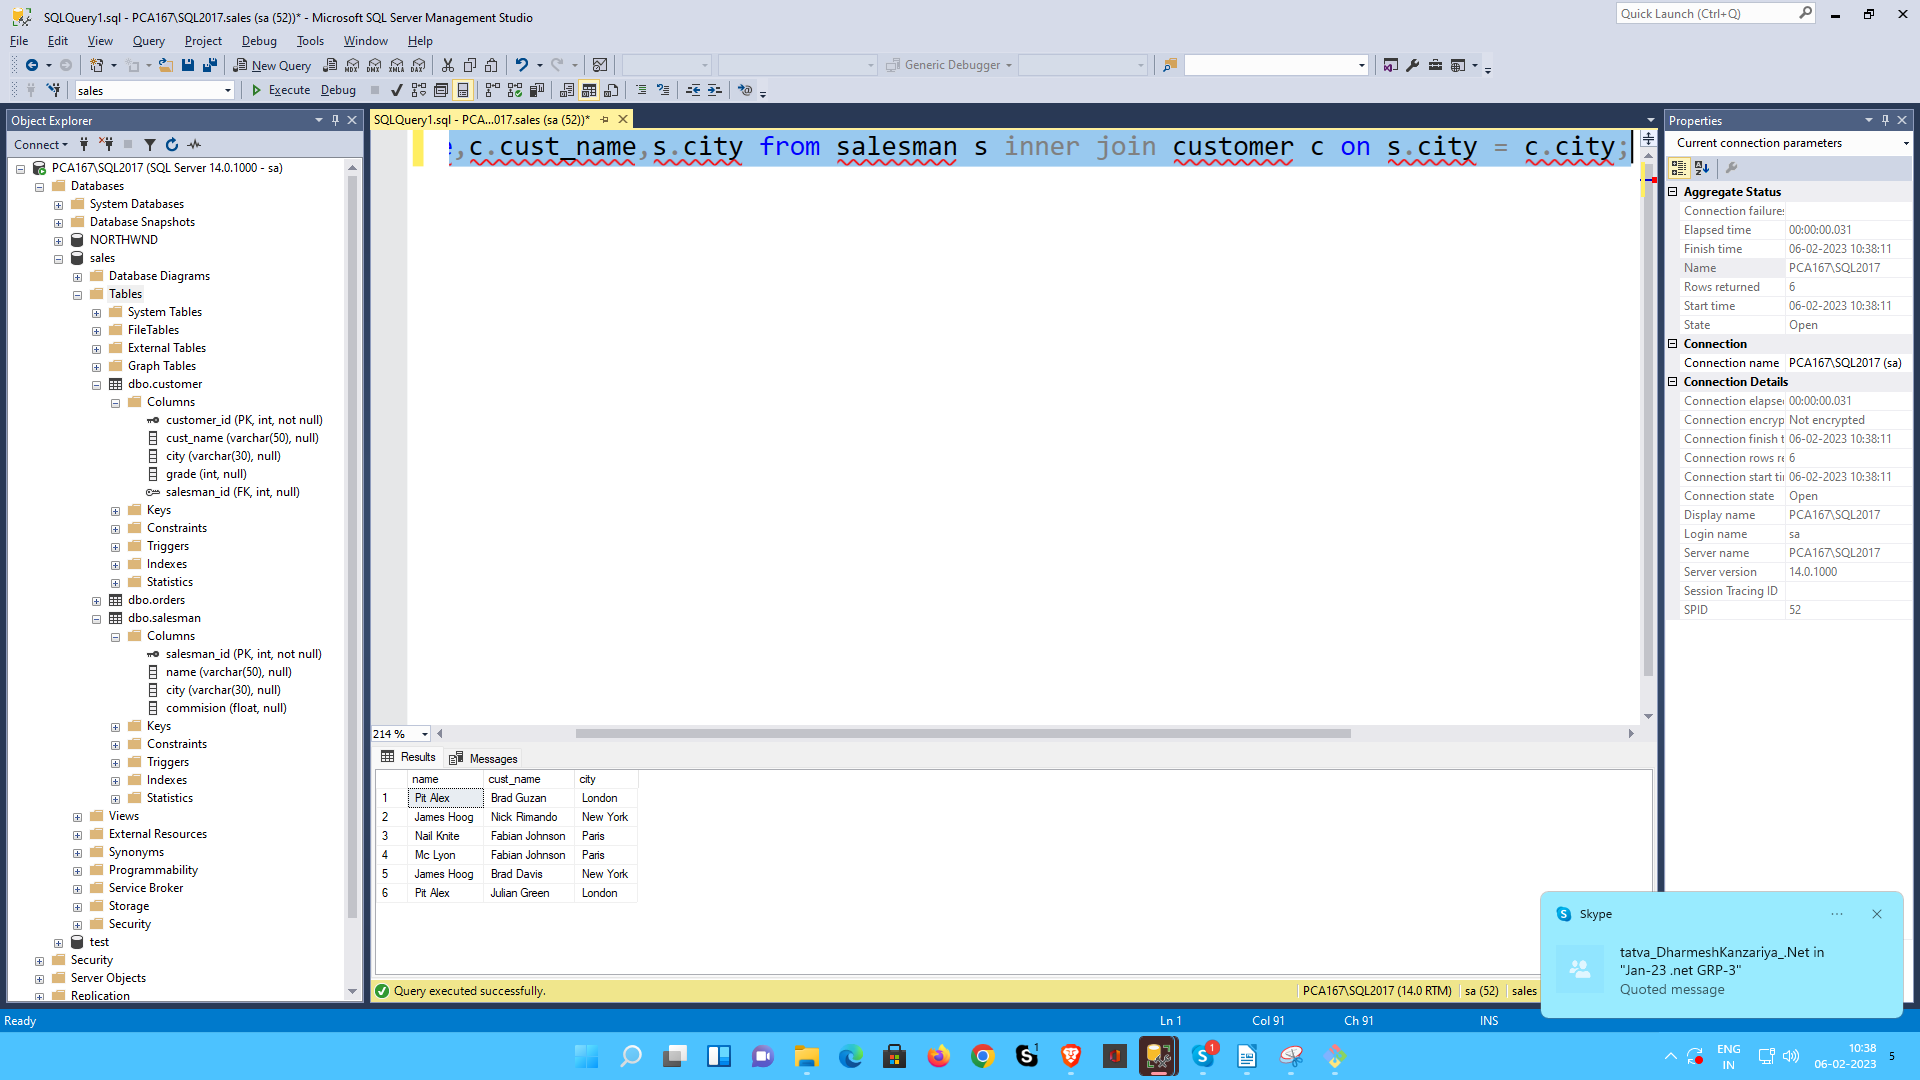 SQLQuery1.sql - PCA167\SQL2017.sales (sa (52))* - Microsoft SQL Server Management Studio
Quick Launch (Ctrl+Q)
File Edit View Query Project Debug Tools Window Help
New Query
MDX DMX XMLA DAX
Generic Debugger
sales
Execute Debug
Object Explorer
Connect
PCA167\SQL2017 (SQL Server 14.0.1000 - sa)
Databases
System Databases
Database Snapshots
NORTHWND
sales
Database Diagrams
Tables
System Tables
FileTables
External Tables
Graph Tables
dbo.customer
Columns
customer_id (PK, int, not null)
cust_name (varchar(50), null)
city (varchar(30), null)
grade (int, null)
salesman_id (FK, int, null)
Keys
Constraints
Triggers
Indexes
Statistics
dbo.orders
dbo.salesman
Columns
salesman_id (PK, int, not null)
name (varchar(50), null)
city (varchar(30), null)
commision (float, null)
Keys
Constraints
Triggers
Indexes
Statistics
Views
External Resources
Synonyms
Programmability
Service Broker
Storage
Security
test
Security
Server Objects
Replication
SQLQuery1.sql - PCA...017.sales (sa (52))*
,c.cust_name,s.city from salesman s inner join customer c on s.city = c.city;
214 %
Results Messages
name cust_name city
1 Pit Alex Brad Guzan London
2 James Hoog Nick Rimando New York
3 Nail Knite Fabian Johnson Paris
4 Mc Lyon Fabian Johnson Paris
5 James Hoog Brad Davis New York
6 Pit Alex Julian Green London
Query executed successfully.
PCA167\SQL2017 (14.0 RTM) sa (52) sales
Properties
Current connection parameters
Aggregate Status
Connection failures
Elapsed time 00:00:00.031
Finish time 06-02-2023 10:38:11
Name PCA167\SQL2017
Rows returned 6
Start time 06-02-2023 10:38:11
State Open
Connection
Connection name PCA167\SQL2017 (sa)
Connection Details
Connection elapse 00:00:00.031
Connection encryp Not encrypted
Connection finish t 06-02-2023 10:38:11
Connection rows re 6
Connection start ti 06-02-2023 10:38:11
Connection state Open
Display name PCA167\SQL2017
Login name sa
Server name PCA167\SQL2017
Server version 14.0.1000
Session Tracing ID
SPID 52
Skype
tatva_DharmeshKanzariya_.Net in
"Jan-23 .net GRP-3"
Quoted message
Ready
Ln 1 Col 91 Ch 91 INS
1
1
ENG
IN
10:38
06-02-2023
5